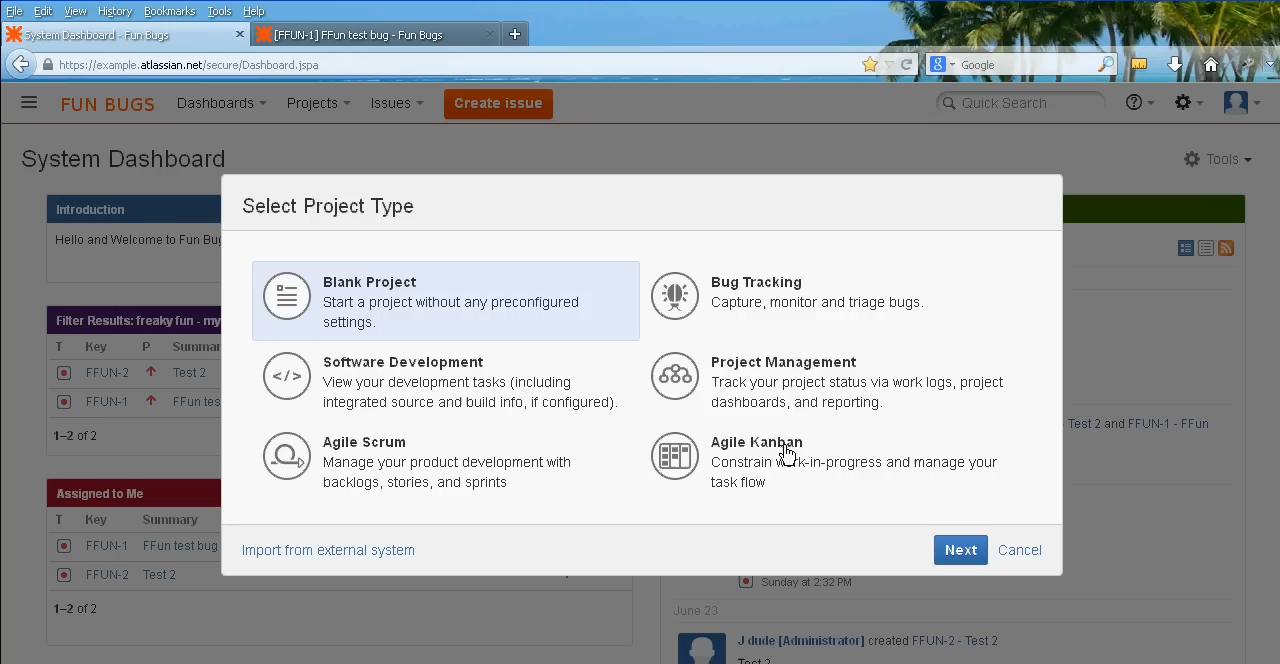 File Edit View History Bookmarks Tools Help
System Dashboard - Fun Bugs × [FFUN-1] FFun test bug - Fun Bugs × +
https://example.atlassian.net/secure/Dashboard.jspa 8 Google
FUN BUGS Dashboards Projects Issues Create issue Quick Search ?
System Dashboard Tools
Introduction
Hello and Welcome to Fun Bug
Filter Results: freaky fun - my
T Key P Summar
FFUN-2 Test 2
FFUN-1 FFun tes
1–2 of 2
Assigned to Me
T Key Summary
FFUN-1 FFun test bug
FFUN-2 Test 2
1–2 of 2
Select Project Type
Blank Project
Start a project without any preconfigured
settings.
Bug Tracking
Capture, monitor and triage bugs.
Software Development
View your development tasks (including
integrated source and build info, if configured).
Project Management
Track your project status via work logs, project
dashboards, and reporting.
Agile Scrum
Manage your product development with
backlogs, stories, and sprints
Agile Kanban
Constrain work-in-progress and manage your
task flow
Import from external system Next Cancel
Test 2 and FFUN-1 - FFun
Sunday at 2:32 PM
June 23
J dude [Administrator] created FFUN-2 - Test 2
Test 2